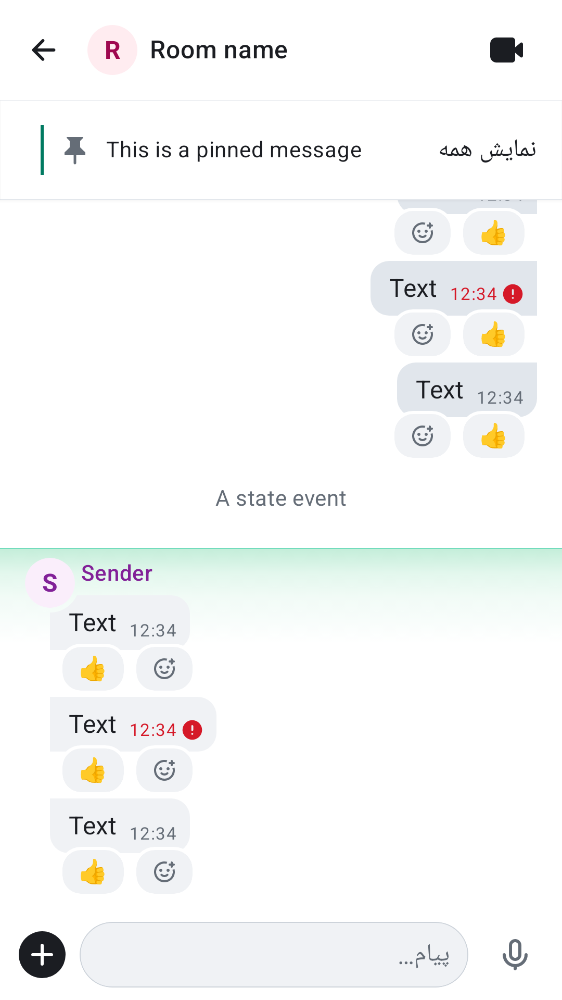 R Room name
This is a pinned message نمایش همه
Text 12:34
Text 12:34
A state event
S Sender
Text 12:34
Text 12:34
Text 12:34
پیام...